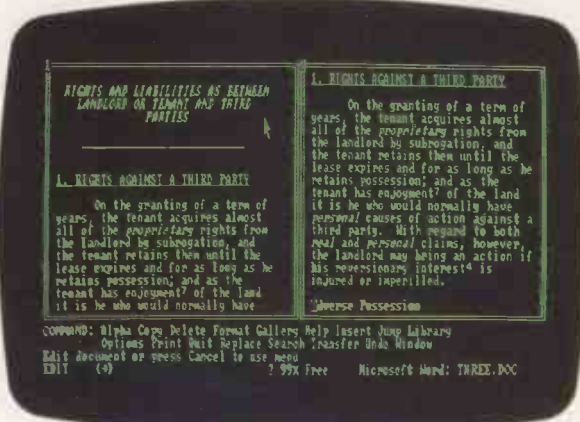 1
RIGHTS AND LIABILITIES AS BETWEEN
LANDLORD OR TENANT AND THIRD
PARTIES
1. RIGHTS AGAINST A THIRD PARTY
On the granting of a term of
years, the tenant acquires almost
all of the proprietary rights from
the landlord by subrogation, and
the tenant retains them until the
lease expires and for as long as he
retains possession; and as the
tenant has enjoyment⁷ of the land
it is he who would normally have
1. RIGHTS AGAINST A THIRD PARTY
On the granting of a term of
years, the tenant acquires almost
all of the proprietary rights from
the landlord by subrogation, and
the tenant retains them until the
lease expires and for as long as he
retains possession; and as the
tenant has enjoyment⁷ of the land
it is he who would normally have
personal causes of action against a
third party. With regard to both
real and personal claims, however,
the landlord may bring an action if
his reversionary interest⁴ is
injured or imperilled.
Adverse Possession
COMMAND: Alpha Copy Delete Format Gallery Help Insert Jump Library
Options Print Quit Replace Search Transfer Undo Window
Edit document or press Cancel to use menu
EDIT (+) ? 99% Free Microsoft Word: THREE.DOC